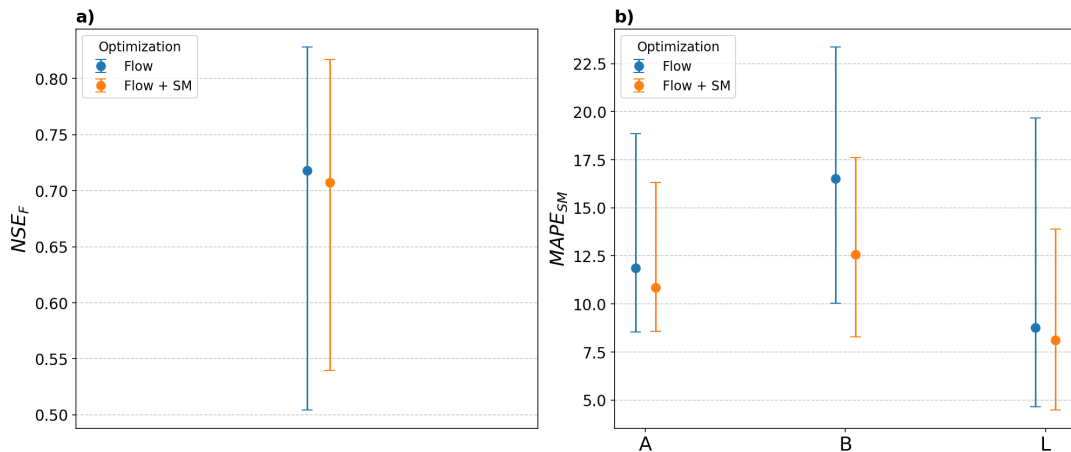 a)
Optimization
Flow
Flow + SM
0.80
0.75
0.70
0.65
0.60
0.55
0.50
NSE_F
b)
Optimization
Flow
Flow + SM
22.5
20.0
17.5
15.0
12.5
10.0
7.5
5.0
MAPE_SM
A B L